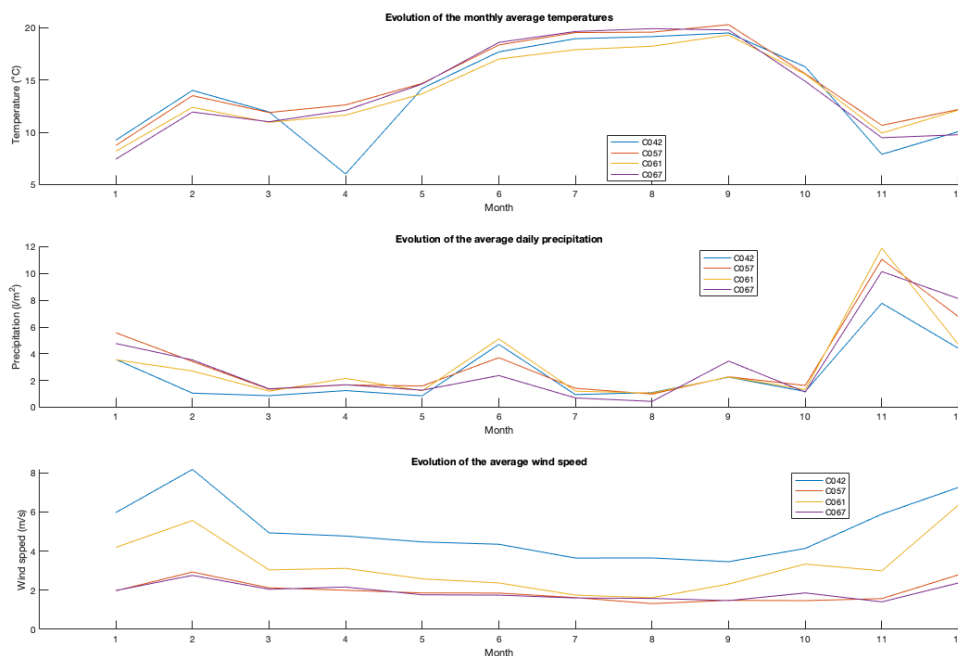 Evolution of the monthly average temperatures
20
15
10
5
Temperature (°C)
C042
C057
C061
C067
1 2 3 4 5 6 7 8 9 10 11 1
Month
Evolution of the average daily precipitation
12
10
8
6
4
2
0
Precipitation (l/m²)
C042
C057
C061
C067
1 2 3 4 5 6 7 8 9 10 11 1
Month
Evolution of the average wind speed
8
6
4
2
0
Wind spped (m/s)
C042
C057
C061
C067
1 2 3 4 5 6 7 8 9 10 11 1
Month